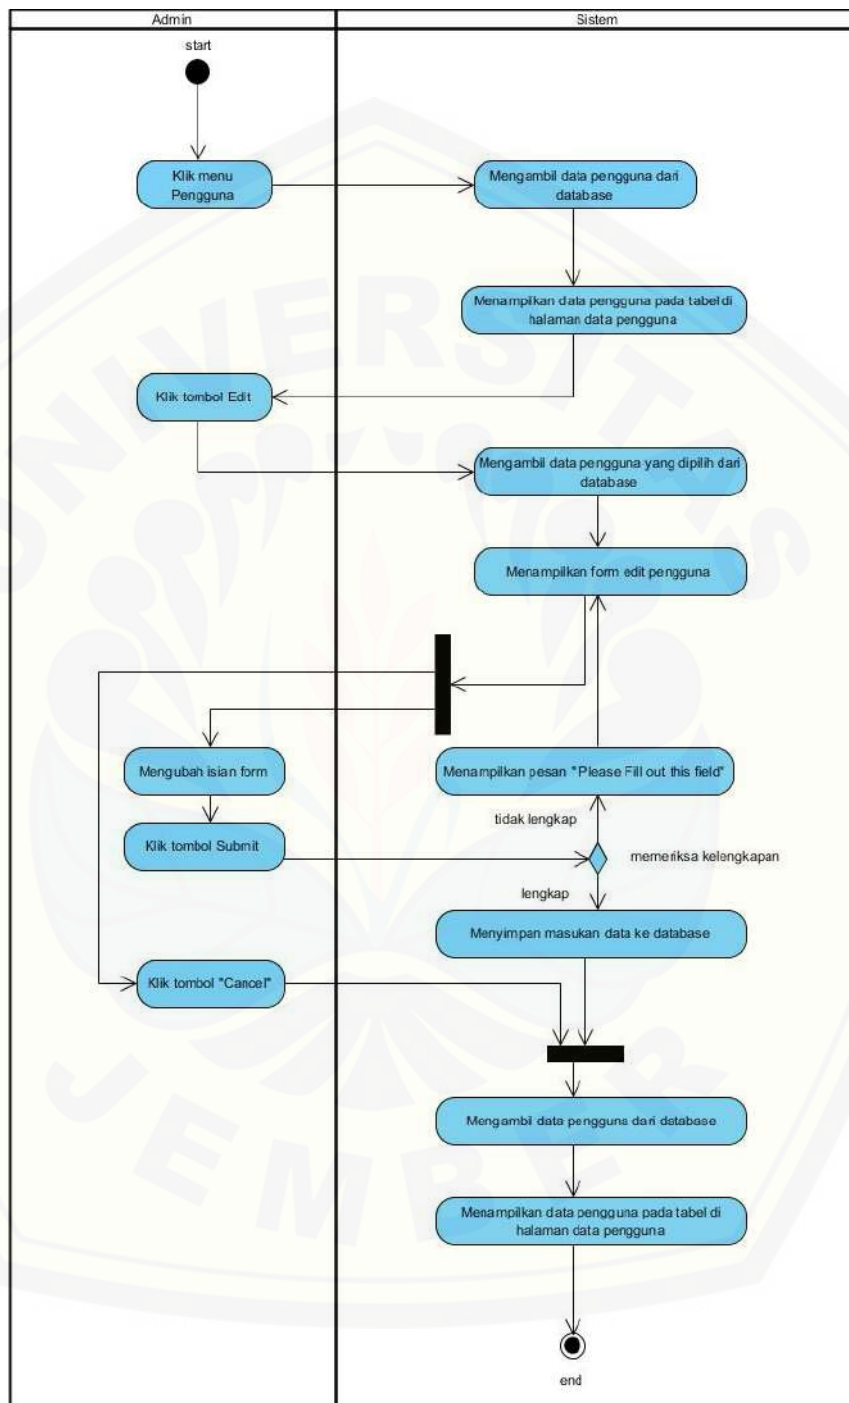 Admin
Sistem
start
Klik menu
Pengguna
Mengambil data pengguna dari
database
Menampilkan data pengguna pada tabel di
halaman data pengguna
Klik tombol Edit
Mengambil data pengguna yang dipilih dari
database
Menampilkan form edit pengguna
Mengubah isian form
Menampilkan pesan "Please Fill out this field"
tidak lengkap
Klik tombol Submit
memeriksa kelengkapan
lengkap
Menyimpan masukan data ke database
Klik tombol "Cancel"
Mengambil data pengguna dari database
Menampilkan data pengguna pada tabel di
halaman data pengguna
end
UNIVERSITAS
JEMBER